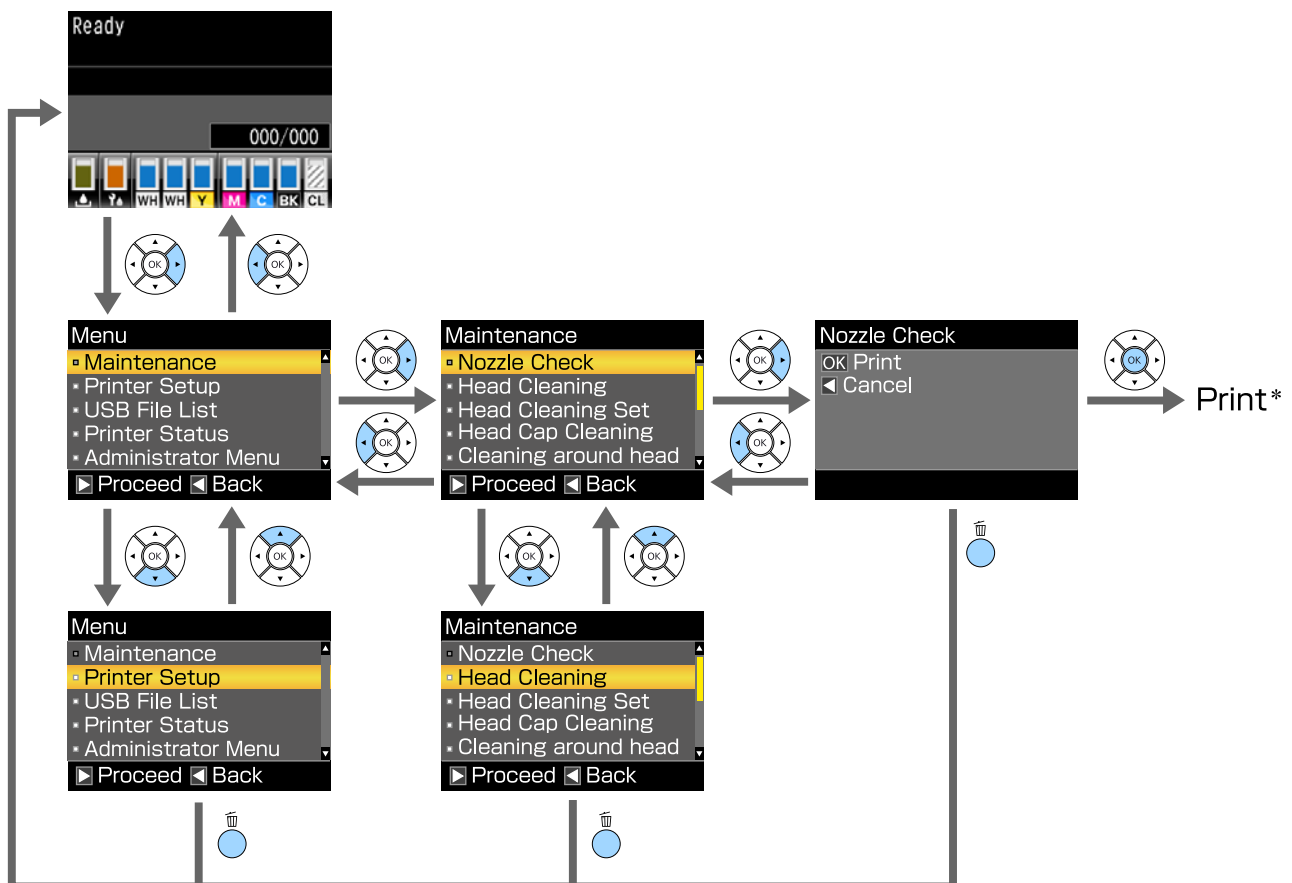 Ready
000/000
WH WH Y M C BK CL
OK
OK
Menu
Maintenance
Printer Setup
USB File List
Printer Status
Administrator Menu
Proceed Back
OK
OK
Maintenance
Nozzle Check
Head Cleaning
Head Cleaning Set
Head Cap Cleaning
Cleaning around head
Proceed Back
OK
OK
Nozzle Check
OK Print
Cancel
OK
Print*
OK
OK
OK
OK
Menu
Maintenance
Printer Setup
USB File List
Printer Status
Administrator Menu
Proceed Back
Maintenance
Nozzle Check
Head Cleaning
Head Cleaning Set
Head Cap Cleaning
Cleaning around head
Proceed Back